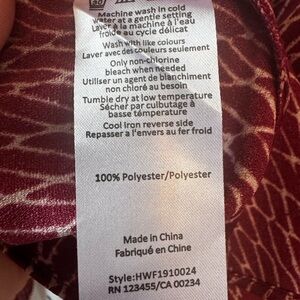 Machine wash in cold
water at a gentle setting
Laver à la machine à l'eau
froide au cycle délicat
Wash with like colours
Laver avec des couleurs seulement
Only non-chlorine
bleach when needed
Utiliser un agent de blanchiment
non chloré au besoin
Tumble dry at low temperature
Sécher par culbutage à
basse température
Cool iron reverse side
Repasser a l'envers au fer froid
100% Polyester/Polyester
Made in China
Fabriqué en Chine
Style:HWF1910024
RN 123455/CA 00234